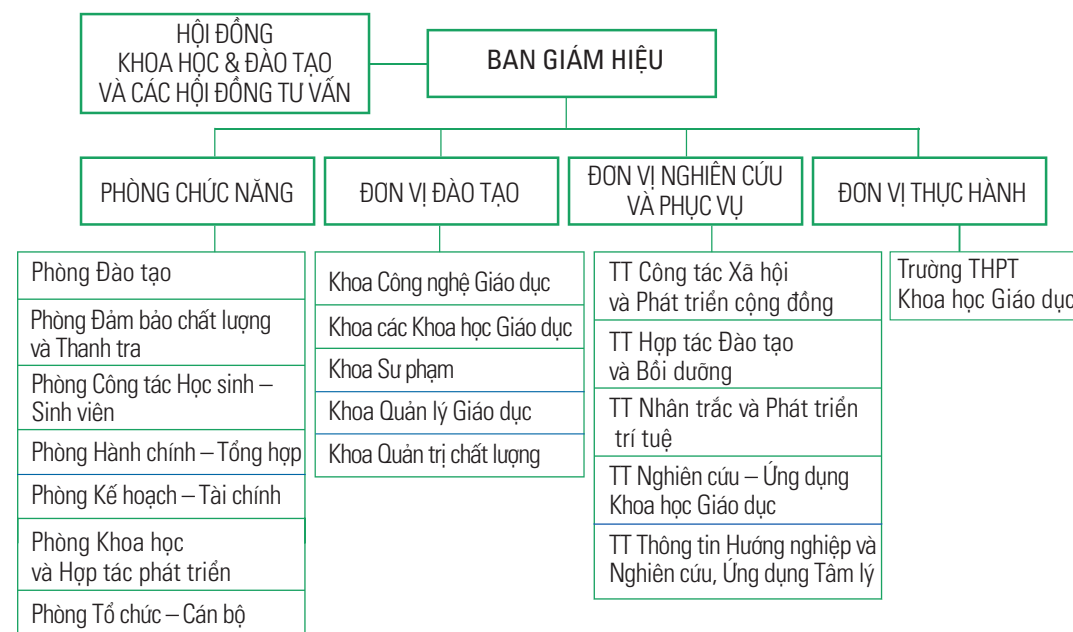 HỘI ĐỒNG
KHOA HỌC & ĐÀO TẠO
VÀ CÁC HỘI ĐỒNG TƯ VẤN
BAN GIÁM HIỆU
PHÒNG CHỨC NĂNG
ĐƠN VỊ ĐÀO TẠO
ĐƠN VỊ NGHIÊN CỨU
VÀ PHỤC VỤ
ĐƠN VỊ THỰC HÀNH
Phòng Đào tạo
Phòng Đảm bảo chất lượng
và Thanh tra
Phòng Công tác Học sinh –
Sinh viên
Phòng Hành chính – Tổng hợp
Phòng Kế hoạch – Tài chính
Phòng Khoa học
và Hợp tác phát triển
Phòng Tổ chức – Cán bộ
Khoa Công nghệ Giáo dục
Khoa các Khoa học Giáo dục
Khoa Sư phạm
Khoa Quản lý Giáo dục
Khoa Quản trị chất lượng
TT Công tác Xã hội
và Phát triển cộng đồng
TT Hợp tác Đào tạo
và Bồi dưỡng
TT Nhân trắc và Phát triển
trí tuệ
TT Nghiên cứu – Ứng dụng
Khoa học Giáo dục
TT Thông tin Hướng nghiệp và
Nghiên cứu, Ứng dụng Tâm lý
Trường THPT
Khoa học Giáo dục